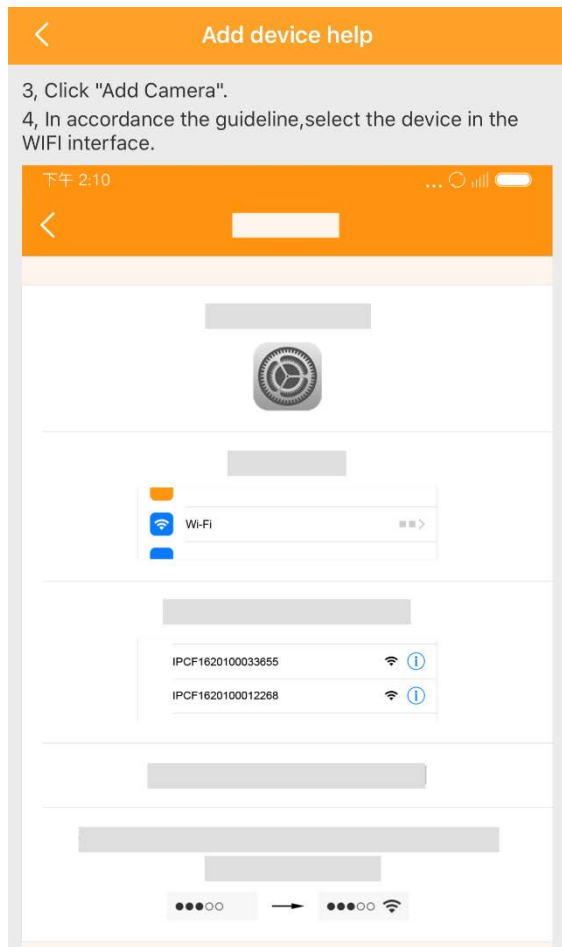 Add device help
3, Click "Add Camera".
4, In accordance the guideline,select the device in the
WIFI interface.
下午 2:10
Wi-Fi
IPCF1620100033655
IPCF1620100012268